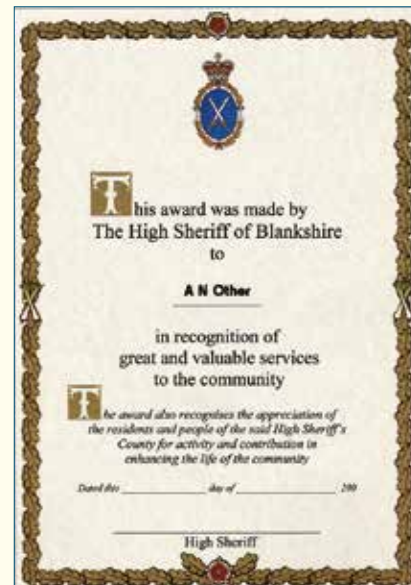 This award was made by
The High Sheriff of Blankshire
to
A N Other
in recognition of
great and valuable services
to the community
The award also recognises the appreciation of
the residents and people of the said High Sheriff's
County for activity and contribution in
enhancing the life of the community
Dated this ____________ day of ____________ 200
High Sheriff